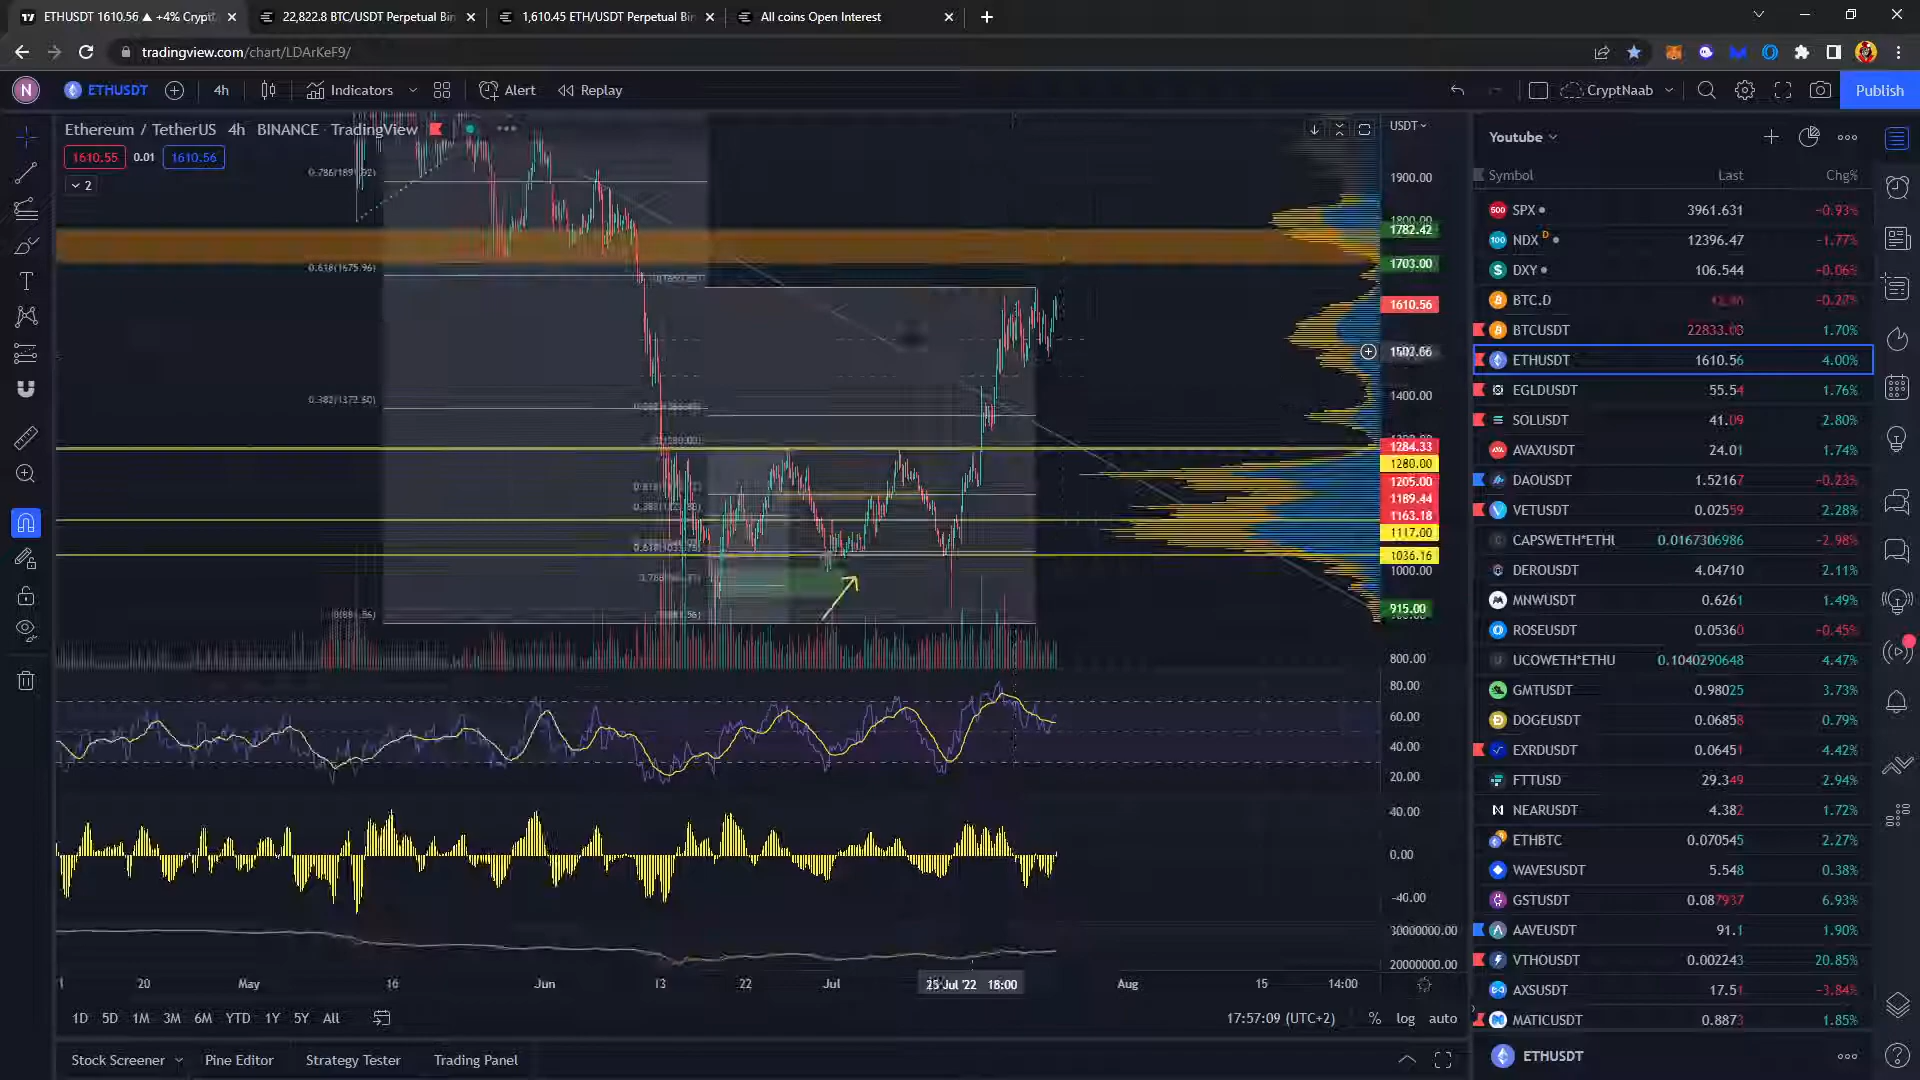 ETHUSDT 1610.56 ▲ +4% Crypt
22,822.8 BTC/USDT Perpetual Bin
1,610.45 ETH/USDT Perpetual Bin
All coins Open Interest
tradingview.com/chart/LDArKeF9/
N ETHUSDT 4h Indicators Alert Replay CryptNaab Publish
Ethereum / TetherUS 4h BINANCE TradingView
1610.55 0.01 1610.56
2
USDT
1900.00
1782.42
0.618(1675.96)
1703.00
1610.56
0.382(1372.60)
1400.00
1284.33
1280.00
1205.00
1189.44
1163.18
1117.00
1036.16
1000.00
915.00
800.00
80.00
60.00
40.00
20.00
40.00
0.00
-40.00
30000000.00
20000000.00
20 May 16 Jun 13 22 Jul 25 Jul '22 18:00 Aug 15 14:00
1D 5D 1M 3M 6M YTD 1Y 5Y All
17:57:09 (UTC+2) % log auto
Stock Screener Pine Editor Strategy Tester Trading Panel
Youtube
Symbol Last Chg%
SPX 3961.631 -0.93%
NDX D 12396.47 -1.77%
DXY 106.544 -0.06%
BTC.D
BTCUSDT 22833.03 1.70%
ETHUSDT 1610.56 4.00%
EGLDUSDT 55.54 1.76%
SOLUSDT 41.09 2.80%
AVAXUSDT 24.01 1.74%
DAOUSDT 1.52167 -0.23%
VETUSDT 0.02559 2.28%
CAPSWETH*ETHU 0.0167306986 -2.98%
DEROUSDT 4.04710 2.11%
MNWUSDT 0.6261 1.49%
ROSEUSDT 0.05360 -0.45%
UCOWETH*ETHU 0.1040290648 4.47%
GMTUSDT 0.98025 3.73%
DOGEUSDT 0.06858 0.79%
EXRDUSDT 0.06451 4.42%
FTTUSD 29.349 2.94%
NEARUSDT 4.382 1.72%
ETHBTC 0.070545 2.27%
WAVESUSDT 5.548 0.38%
GSTUSDT 0.087937 6.93%
AAVEUSDT 91.1 1.90%
VTHOUSDT 0.002243 20.85%
AXSUSDT 17.51 -3.84%
MATICUSDT 0.8873 1.85%
ETHUSDT